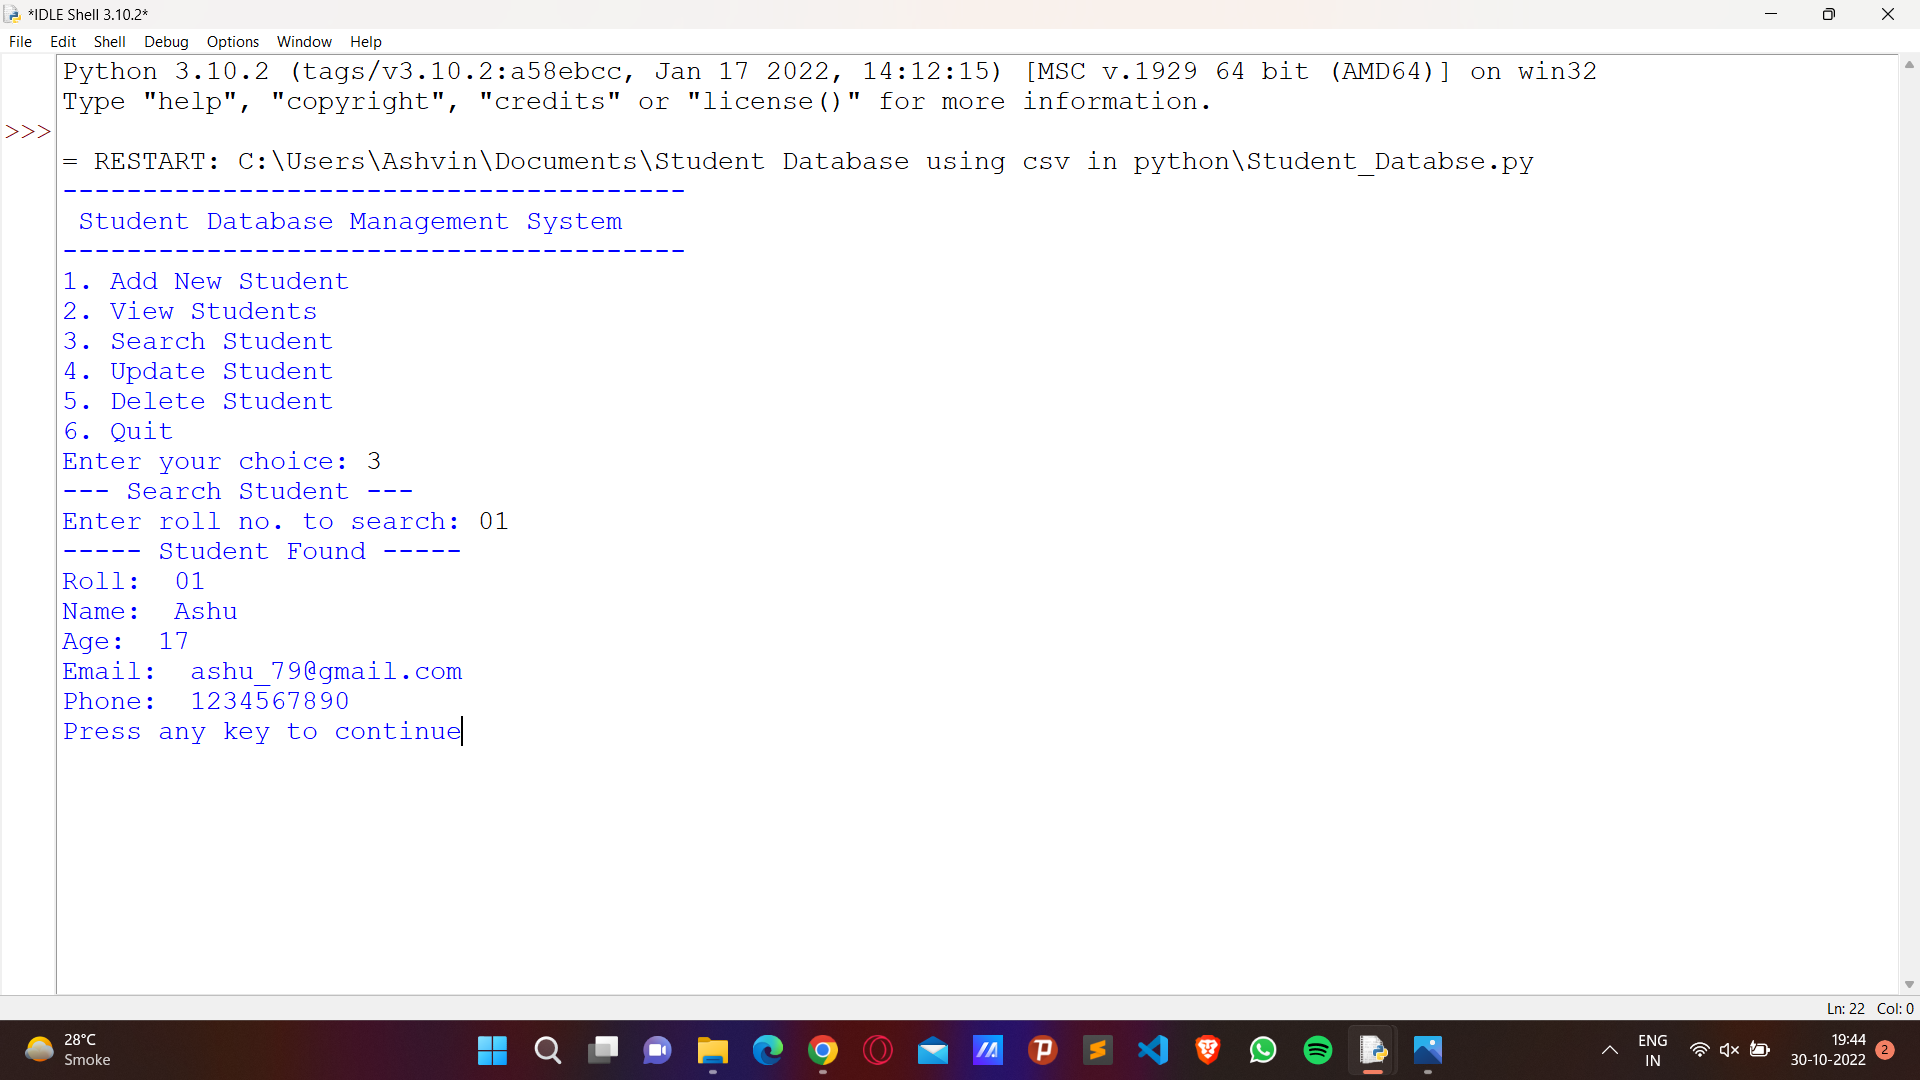 *IDLE Shell 3.10.2*
File Edit Shell Debug Options Window Help
Python 3.10.2 (tags/v3.10.2:a58ebcc, Jan 17 2022, 14:12:15) [MSC v.1929 64 bit (AMD64)] on win32
Type "help", "copyright", "credits" or "license()" for more information.
>>>
= RESTART: C:\Users\Ashvin\Documents\Student Database using csv in python\Student_Databse.py
---------------------------------------
 Student Database Management System
---------------------------------------
1. Add New Student
2. View Students
3. Search Student
4. Update Student
5. Delete Student
6. Quit
Enter your choice: 3
--- Search Student ---
Enter roll no. to search: 01
----- Student Found -----
Roll:  01
Name:  Ashu
Age:  17
Email:  ashu_79@gmail.com
Phone:  1234567890
Press any key to continue
Ln: 22 Col: 0
28°C
Smoke
ENG
IN
19:44
30-10-2022
2